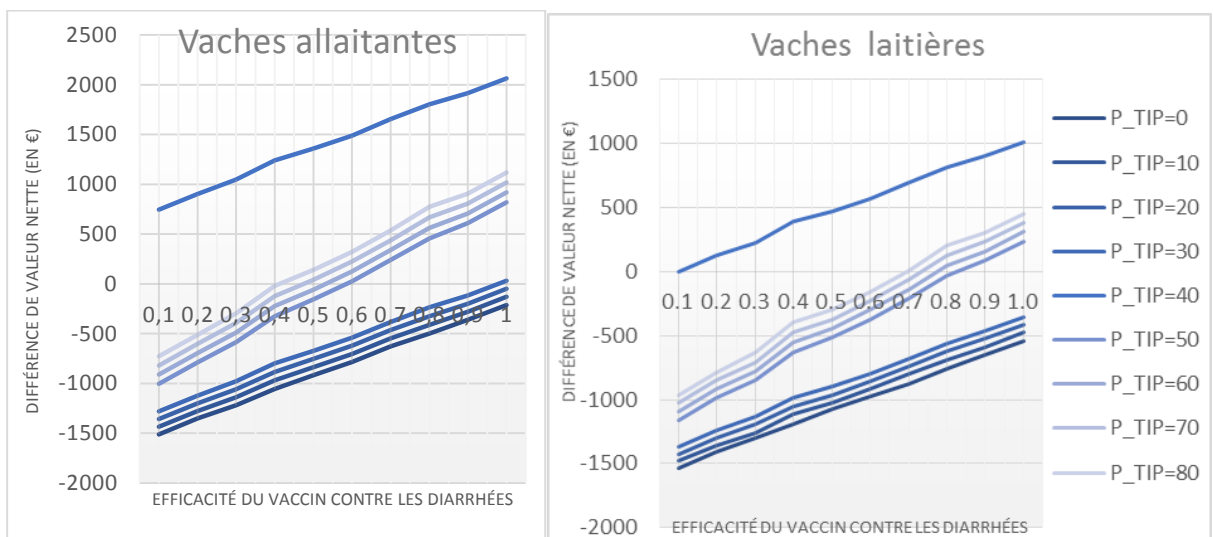 Vaches allaitantes
2500
2000
1500
1000
500
0
-500
-1000
-1500
-2000
DIFFÉRENCE DE VALEUR NETTE (EN €)
0,1 0,2 0,3 0,4 0,5 0,6 0,7 0,8 0,9 1
EFFICACITÉ DU VACCIN CONTRE LES DIARRHÉES
Vaches laitières
1500
1000
500
0
-500
-1000
-1500
-2000
DIFFÉRENCE DE VALEUR NETTE (EN €)
0.1 0.2 0.3 0.4 0.5 0.6 0.7 0.8 0.9 1.0
EFFICACITÉ DU VACCIN CONTRE LES DIARRHÉES
P_TIP=0
P_TIP=10
P_TIP=20
P_TIP=30
P_TIP=40
P_TIP=50
P_TIP=60
P_TIP=70
P_TIP=80